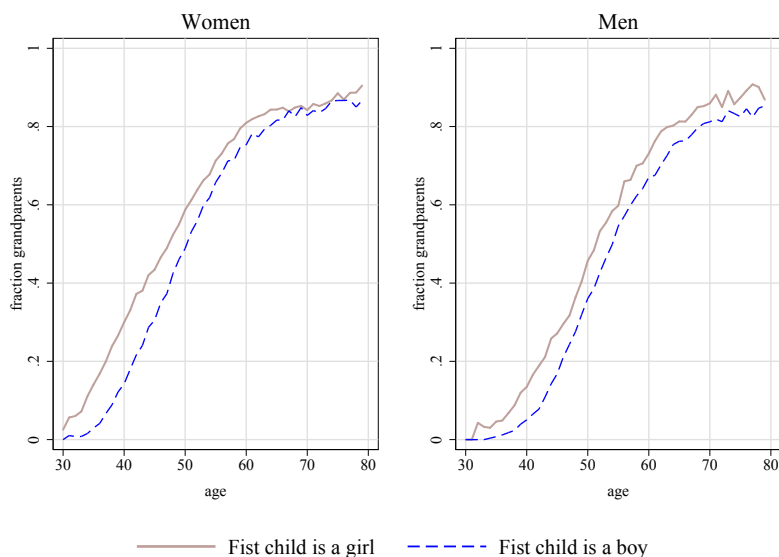 Women
Men
fraction grandparents
0 .2 .4 .6 .8 1
30 40 50 60 70 80
age
fraction grandparents
0 .2 .4 .6 .8 1
30 40 50 60 70 80
age
Fist child is a girl
Fist child is a boy